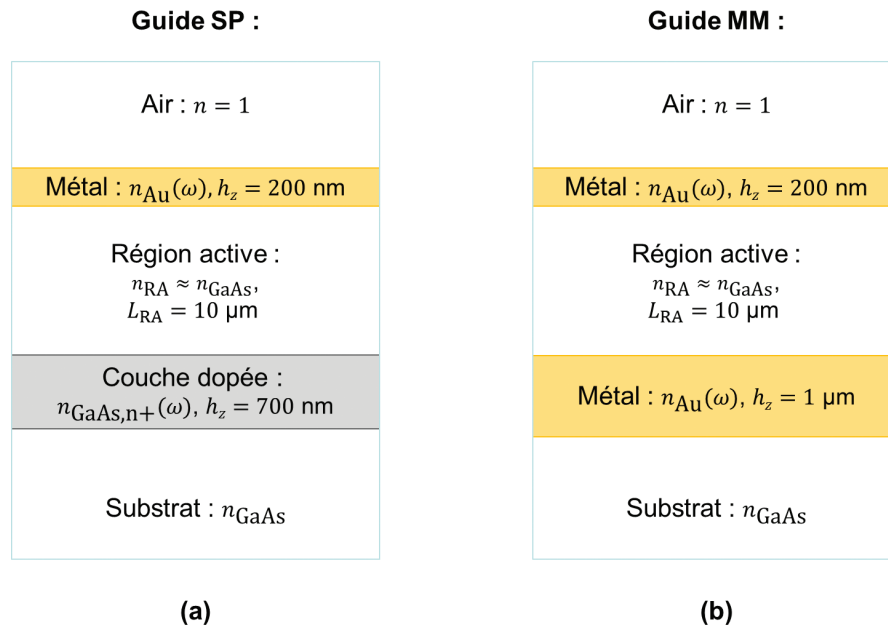 Guide SP :
Air : n = 1
Métal : n_Au(ω), h_z = 200 nm
Région active :
n_RA ≈ n_GaAs,
L_RA = 10 µm
Couche dopée :
n_GaAs,n+(ω), h_z = 700 nm
Substrat : n_GaAs
(a)
Guide MM :
Air : n = 1
Métal : n_Au(ω), h_z = 200 nm
Région active :
n_RA ≈ n_GaAs,
L_RA = 10 µm
Métal : n_Au(ω), h_z = 1 µm
Substrat : n_GaAs
(b)